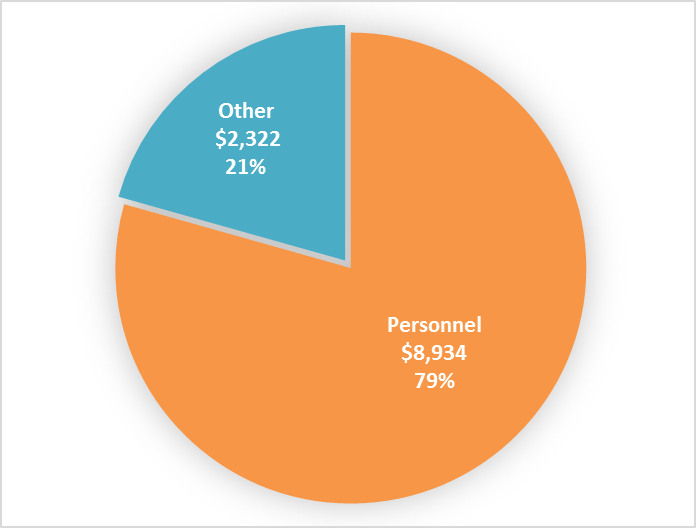 Other
$2,322
21%
Personnel
$8,934
79%